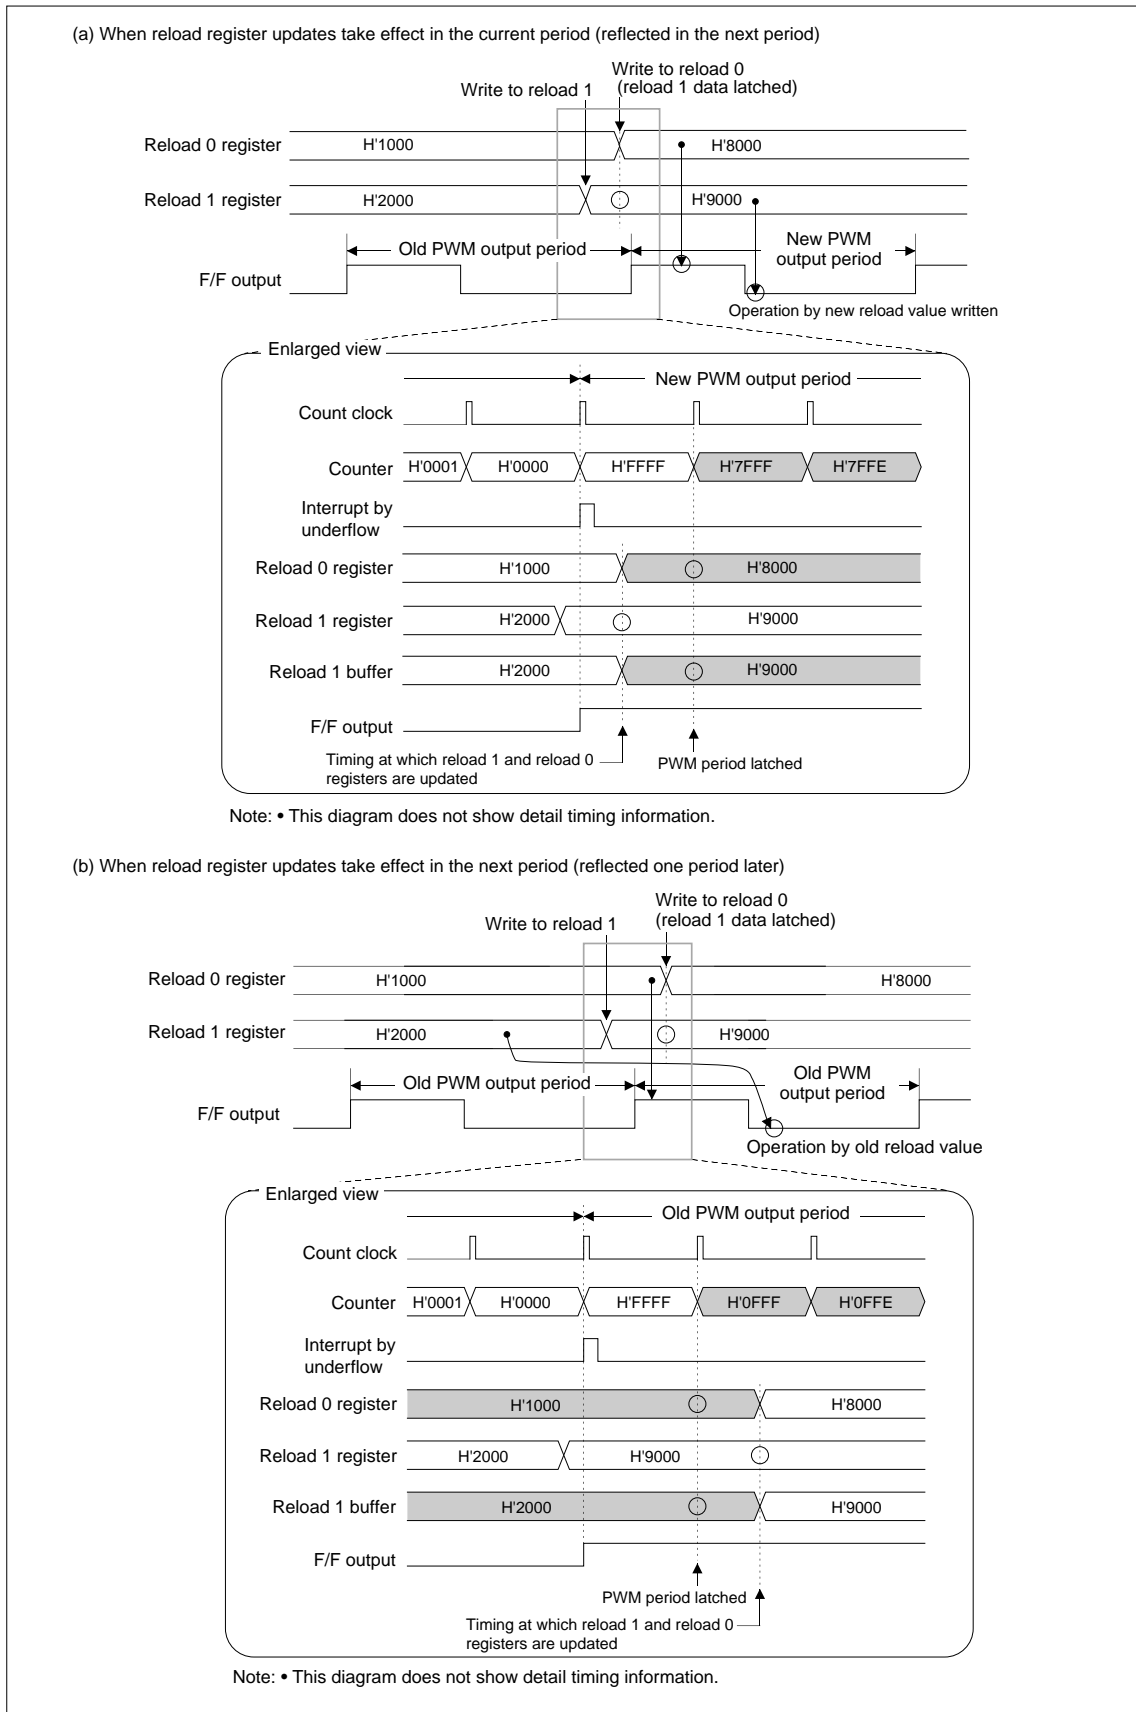 (a) When reload register updates take effect in the current period (reflected in the next period)
Write to reload 0
(reload 1 data latched)
Write to reload 1
Reload 0 register
H'1000
H'8000
Reload 1 register
H'2000
H'9000
Old PWM output period
New PWM
output period
F/F output
Operation by new reload value written
Enlarged view
New PWM output period
Count clock
Counter
H'0001
H'0000
H'FFFF
H'7FFF
H'7FFE
Interrupt by
underflow
Reload 0 register
H'1000
H'8000
Reload 1 register
H'2000
H'9000
Reload 1 buffer
H'2000
H'9000
F/F output
Timing at which reload 1 and reload 0
registers are updated
PWM period latched
Note: • This diagram does not show detail timing information.
(b) When reload register updates take effect in the next period (reflected one period later)
Write to reload 0
(reload 1 data latched)
Write to reload 1
Reload 0 register
H'1000
H'8000
Reload 1 register
H'2000
H'9000
Old PWM output period
Old PWM
output period
F/F output
Operation by old reload value
Enlarged view
Old PWM output period
Count clock
Counter
H'0001
H'0000
H'FFFF
H'0FFF
H'0FFE
Interrupt by
underflow
Reload 0 register
H'1000
H'8000
Reload 1 register
H'2000
H'9000
Reload 1 buffer
H'2000
H'9000
F/F output
PWM period latched
Timing at which reload 1 and reload 0
registers are updated
Note: • This diagram does not show detail timing information.